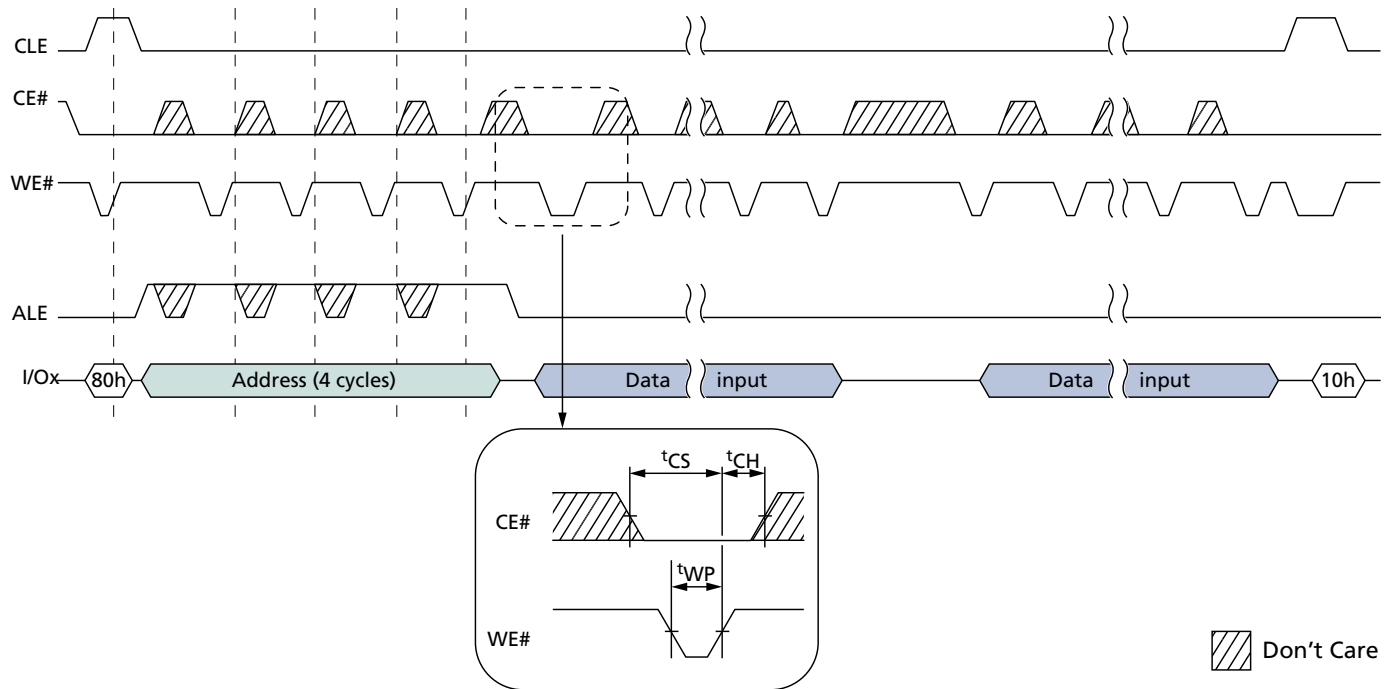 CLE
CE#
WE#
ALE
I/Ox
80h
Address (4 cycles)
Data input
Data input
10h
tCS
tCH
CE#
tWP
WE#
Don't Care